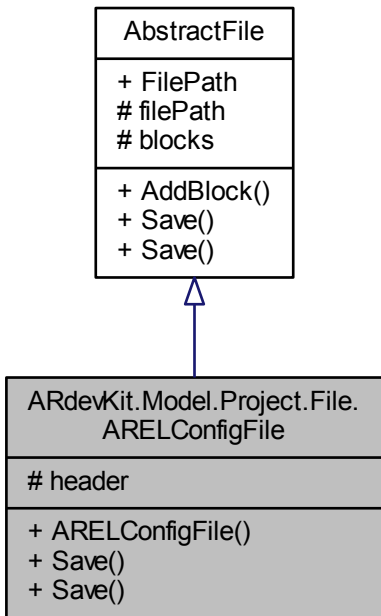 AbstractFile
+ FilePath
# filePath
# blocks
+ AddBlock()
+ Save()
+ Save()
ARdevKit.Model.Project.File.
ARELConfigFile
# header
+ ARELConfigFile()
+ Save()
+ Save()